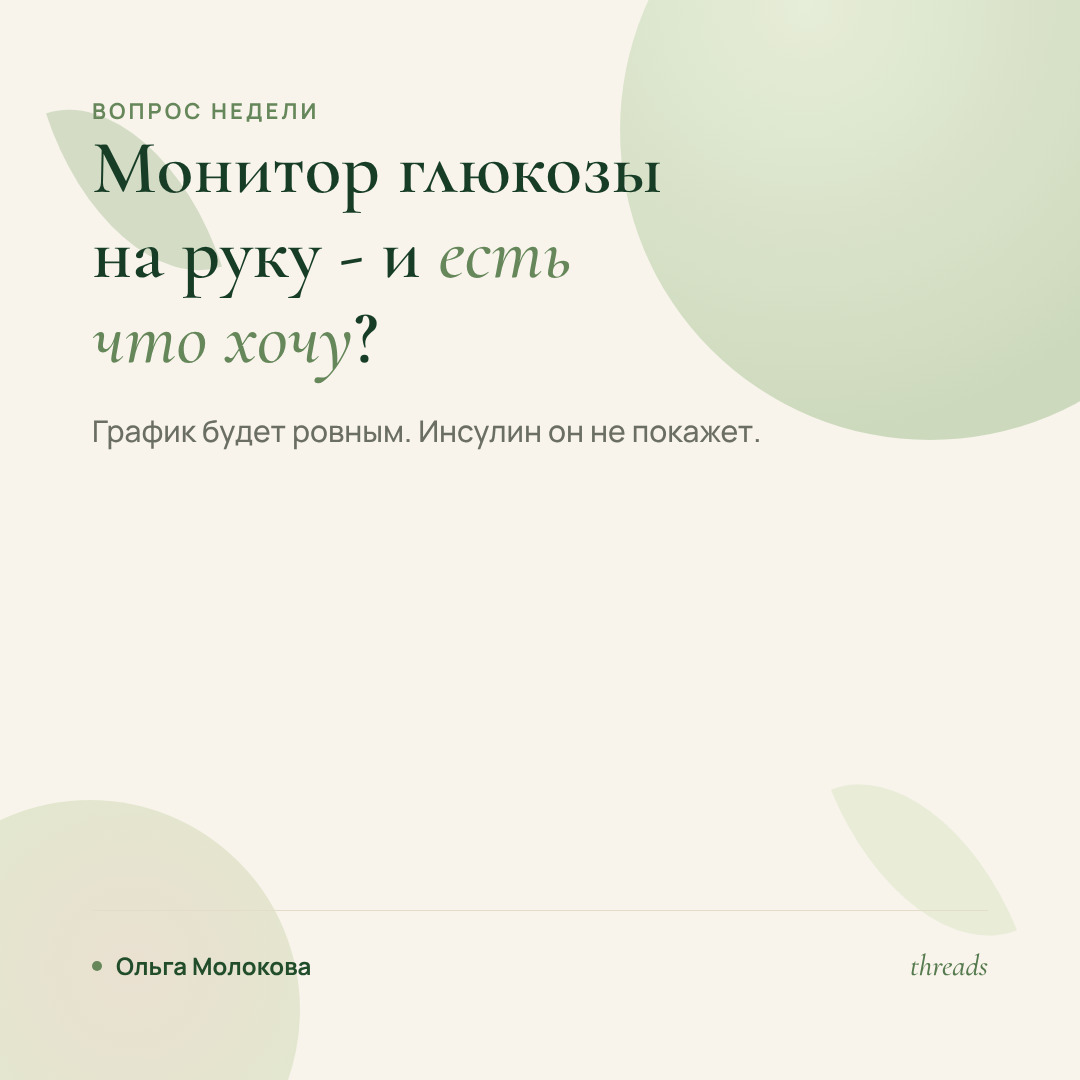 ВОПРОС НЕДЕЛИ
Монитор глюкозы
на руку - и есть
что хочу?
График будет ровным. Инсулин он не покажет.
Ольга Молокова
threads